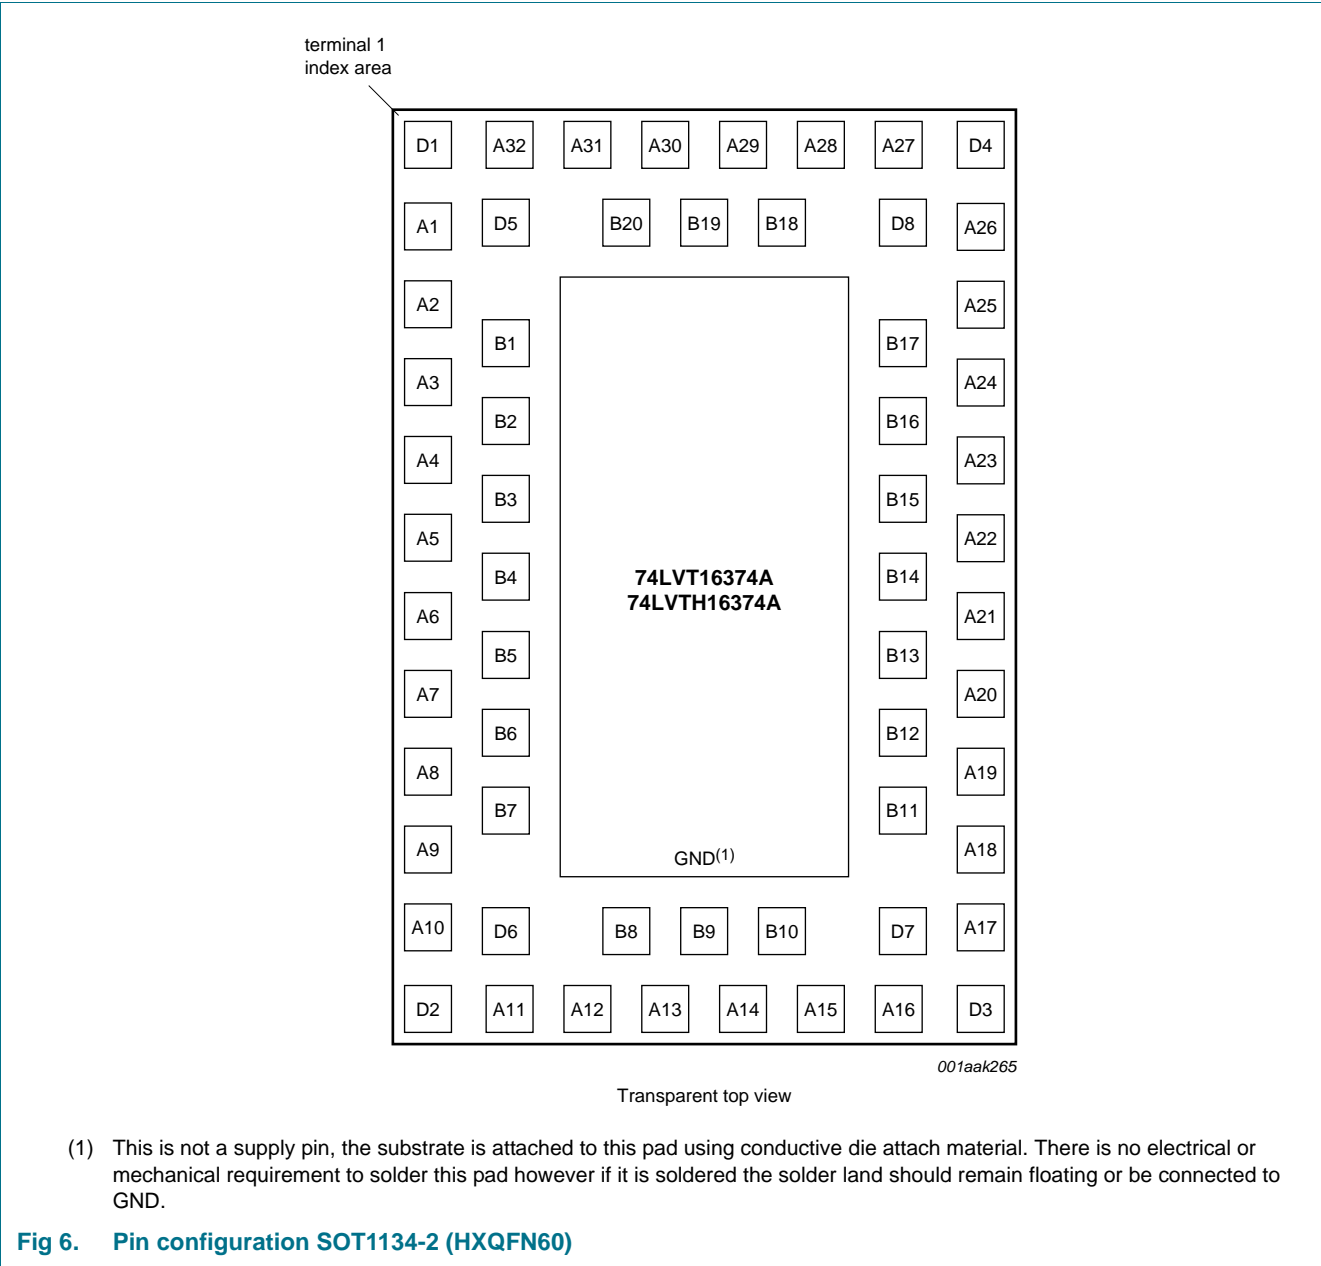 terminal 1
index area
D1 A32 A31 A30 A29 A28 A27 D4
A1 D5 B20 B19 B18 D8 A26
A2 A25
B1 B17
A3 A24
B2 B16
A4 A23
B3 B15
A5 A22
B4 74LVT16374A B14
74LVTH16374A
A6 A21
B5 B13
A7 A20
B6 B12
A8 A19
B7 B11
A9 GND(1) A18
A10 D6 B8 B9 B10 D7 A17
D2 A11 A12 A13 A14 A15 A16 D3
001aak265
Transparent top view
(1) This is not a supply pin, the substrate is attached to this pad using conductive die attach material. There is no electrical or
mechanical requirement to solder this pad however if it is soldered the solder land should remain floating or be connected to
GND.
Fig 6. Pin configuration SOT1134-2 (HXQFN60)